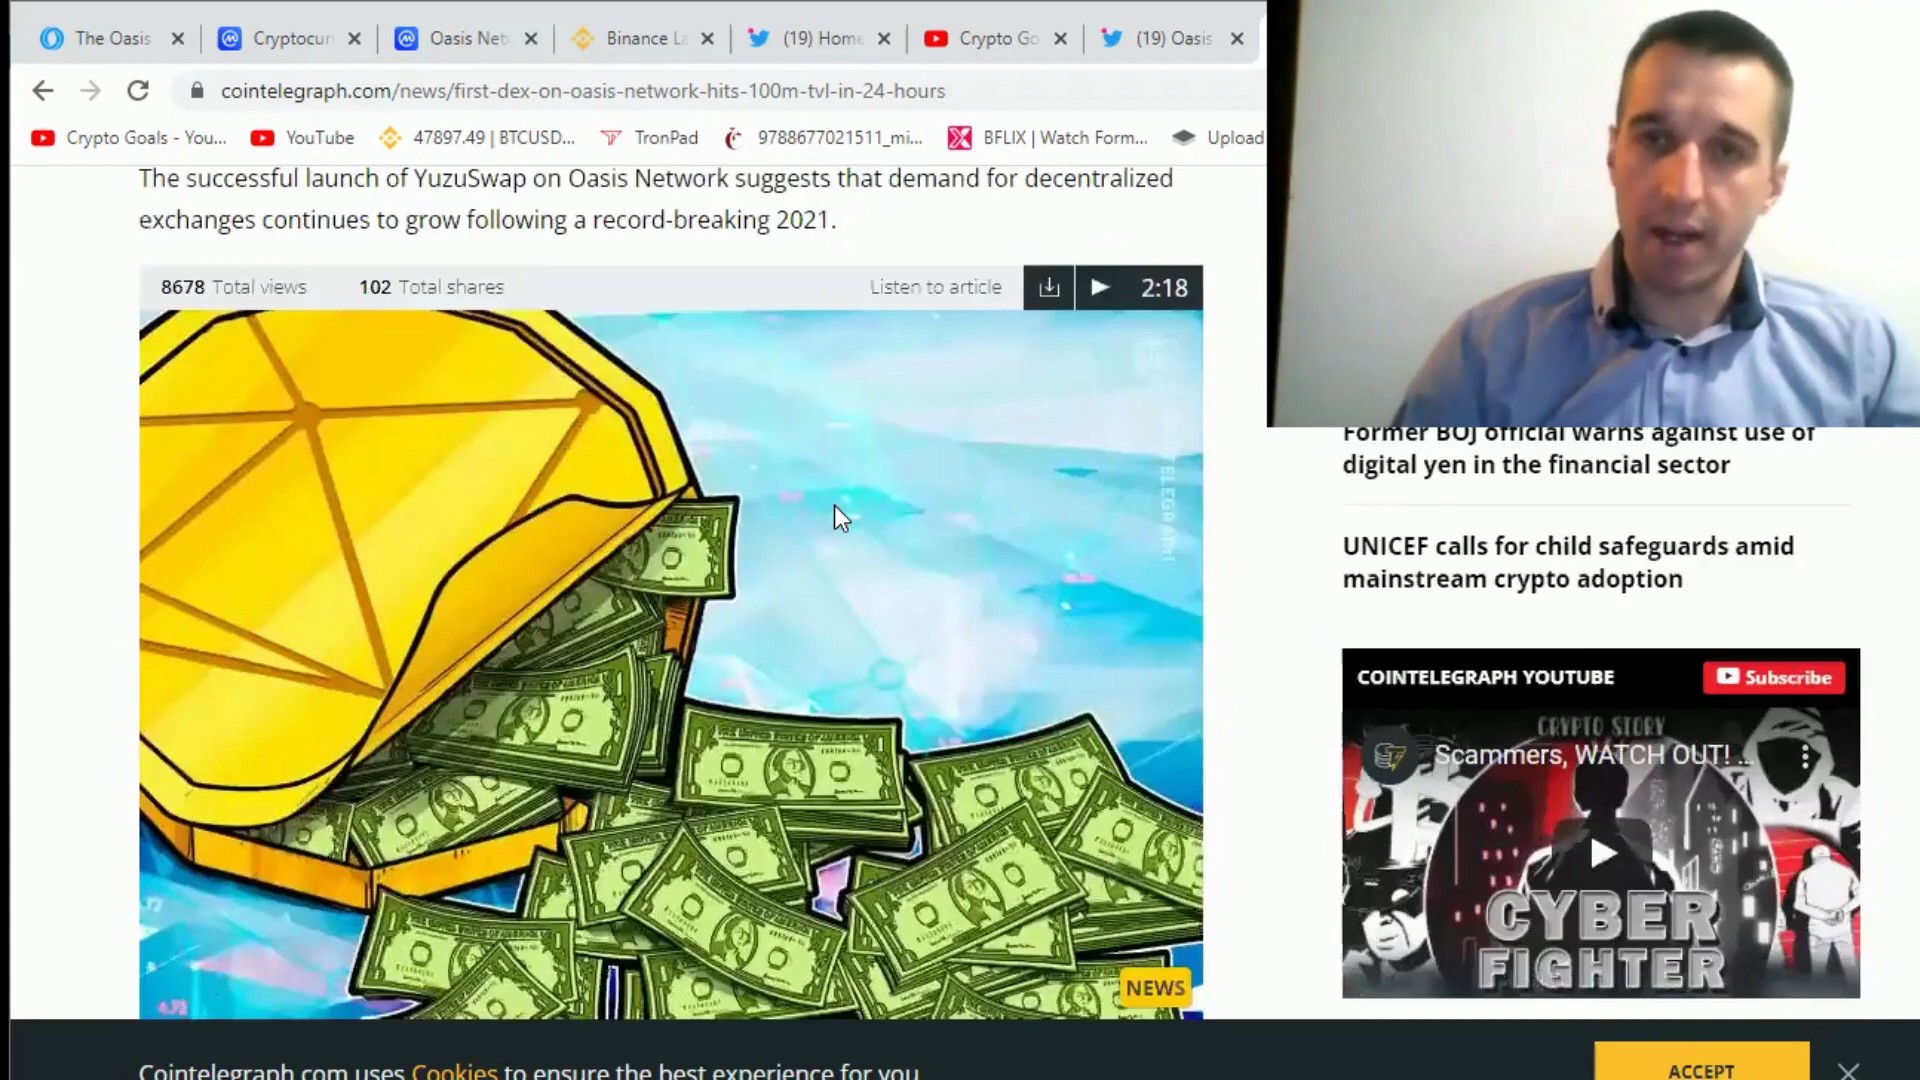 The Oasis
Cryptocur
Oasis Net
Binance La
(19) Home
Crypto Go
(19) Oasis
cointelegraph.com/news/first-dex-on-oasis-network-hits-100m-tvl-in-24-hours
Crypto Goals - You...
YouTube
47897.49 | BTCUSD...
TronPad
9788677021511_mi...
BFLIX | Watch Form...
Upload
The successful launch of YuzuSwap on Oasis Network suggests that demand for decentralized
exchanges continues to grow following a record-breaking 2021.
8678 Total views
102 Total shares
Listen to article
2:18
NEWS
Former BOJ official warns against use of
digital yen in the financial sector
UNICEF calls for child safeguards amid
mainstream crypto adoption
COINTELEGRAPH YOUTUBE
Subscribe
CRYPTO STORY
Scammers, WATCH OUT! ...
CYBER
FIGHTER
Cointelegraph.com uses Cookies to ensure the best experience for you
ACCEPT